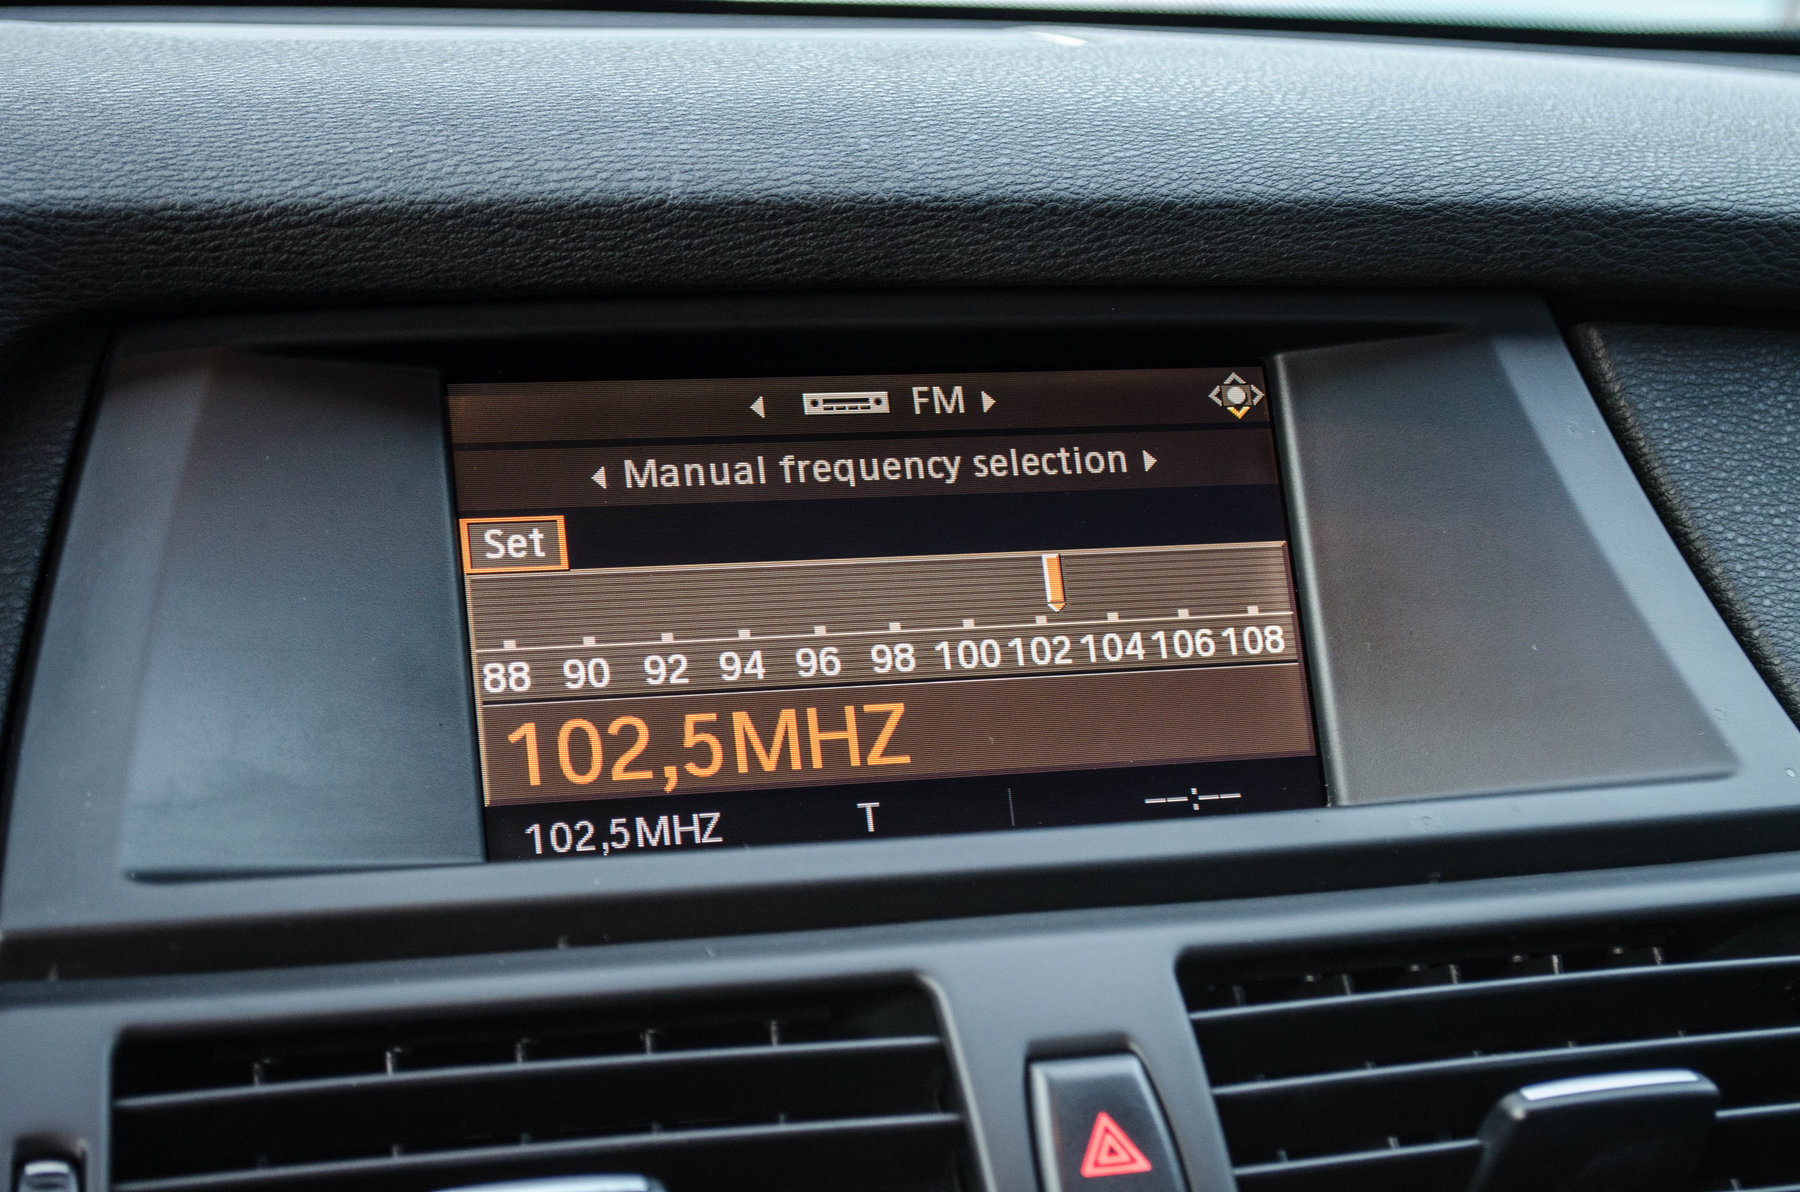 FM
Manual frequency selection
Set
88 90 92 94 96 98 100 102 104 106 108
102,5MHZ
102,5MHZ T --:--